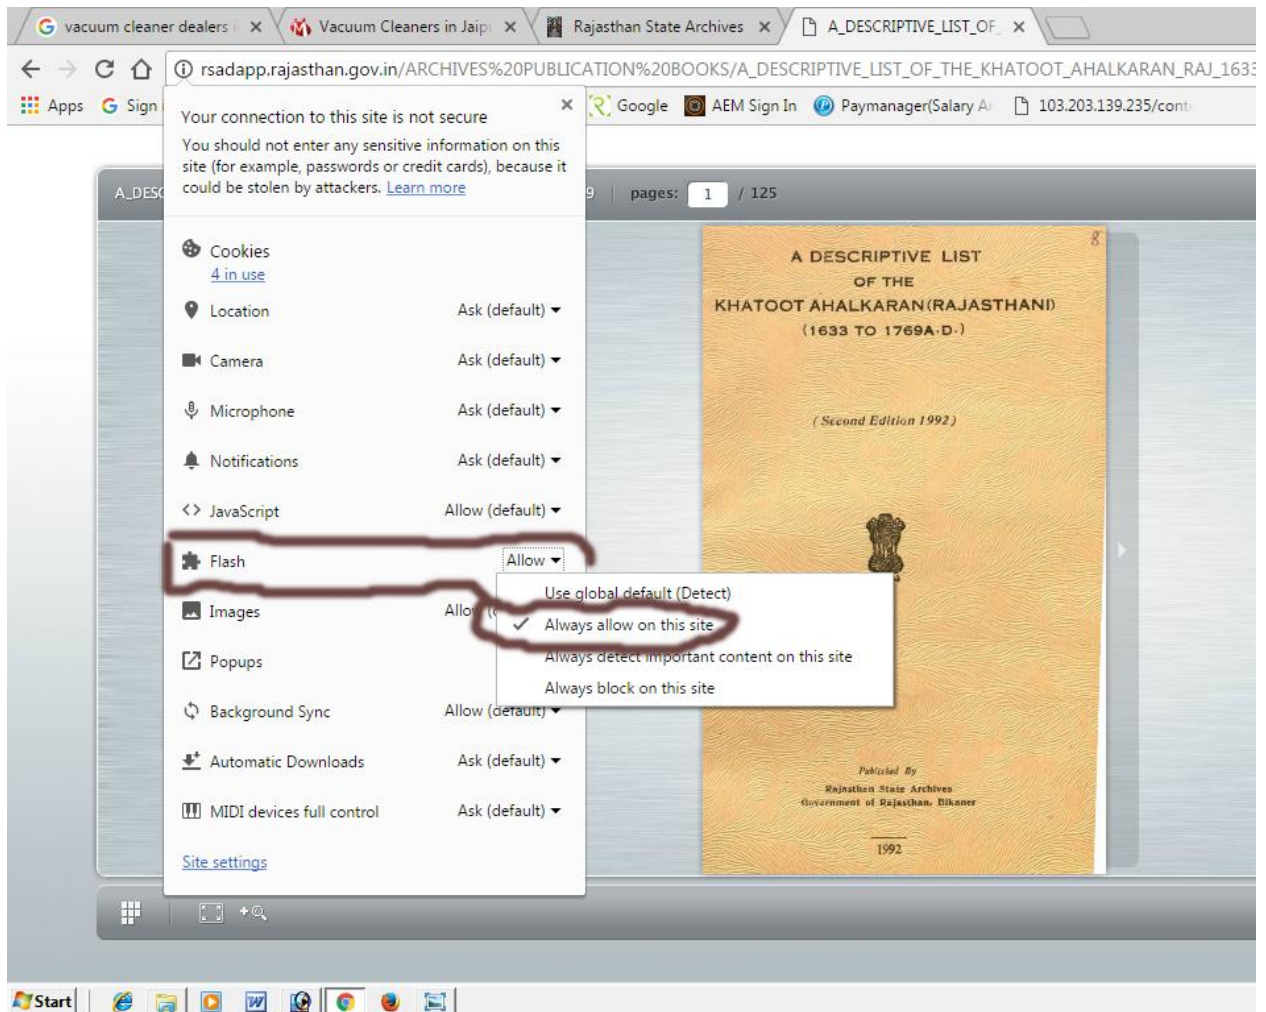 vacuum cleaner dealers i
Vacuum Cleaners in Jaip
Rajasthan State Archives
A_DESCRIPTIVE_LIST_OF_
rsadapp.rajasthan.gov.in/ARCHIVES%20PUBLICATION%20BOOKS/A_DESCRIPTIVE_LIST_OF_THE_KHATOOT_AHALKARAN_RAJ_1633
Apps
Sign i
Google
AEM Sign In
Paymanager(Salary Ar
103.203.139.235/cont
Your connection to this site is not secure
You should not enter any sensitive information on this
site (for example, passwords or credit cards), because it
could be stolen by attackers. Learn more
A_DESC
9
pages: 1 / 125
Cookies
4 in use
Location Ask (default)
Camera Ask (default)
Microphone Ask (default)
Notifications Ask (default)
JavaScript Allow (default)
Flash Allow
Use global default (Detect)
Images Allow (
Always allow on this site
Always detect important content on this site
Popups
Always block on this site
Background Sync Allow (default)
Automatic Downloads Ask (default)
MIDI devices full control Ask (default)
Site settings
8
A DESCRIPTIVE LIST
OF THE
KHATOOT AHALKARAN(RAJASTHANI)
(1633 TO 1769A.D.)
(Second Edition 1992)
Published By
Rajasthan State Archives
Government of Rajasthan, Bikaner
1992
Start